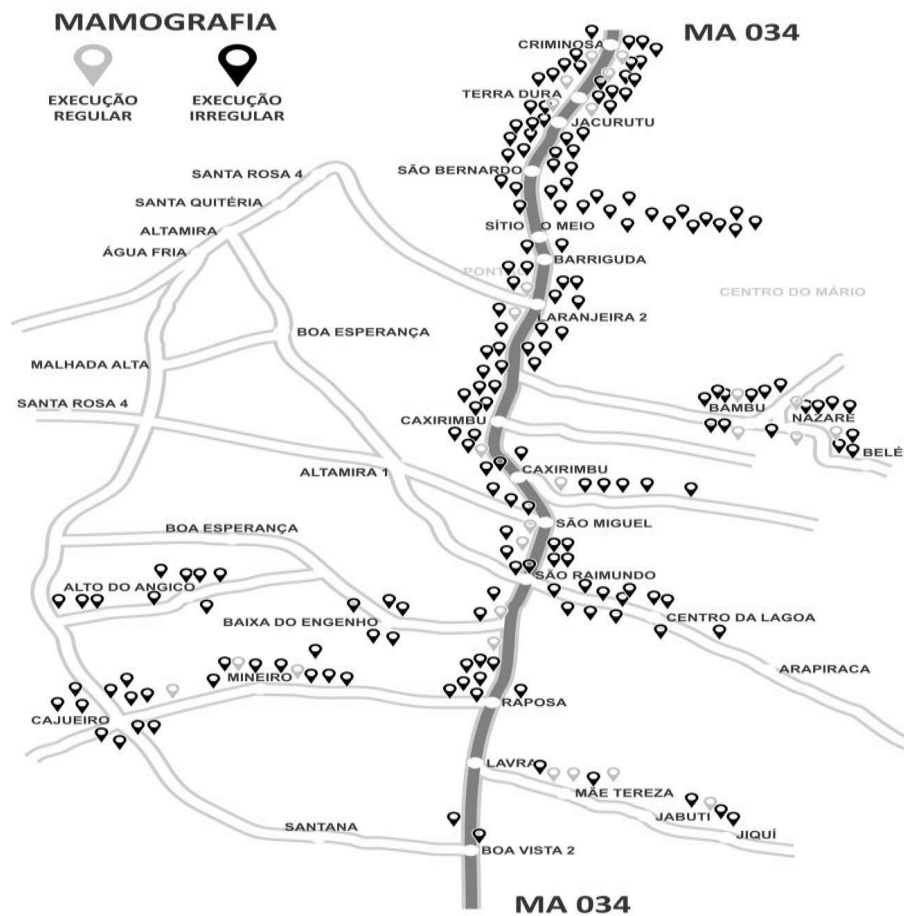 MAMOGRAFIA
EXECUÇÃO
REGULAR
EXECUÇÃO
IRREGULAR
MA 034
CRIMINOSA
TERRA DURA
JACURUTU
SÃO BERNARDO
SANTA ROSA 4
SANTA QUITÉRIA
ALTAMIRA
SÍTIO DO MEIO
ÁGUA FRIA
BARRIGUDA
CENTRO DO MÁRIO
LARANJEIRA 2
BOA ESPERANÇA
MALHADA ALTA
SANTA ROSA 4
BAMBU
NAZARÉ
CAXIRIMBU
BELÉ
ALTAMIRA 1
CAXIRIMBU
SÃO MIGUEL
BOA ESPERANÇA
SÃO RAIMUNDO
ALTO DO ANGICO
CENTRO DA LAGOA
BAIXA DO ENGENHO
ARAPIRACA
MINEIRO
RAPOSA
CAJUEIRO
LAVRA
MÃE TEREZA
JABUTI
JIQUÍ
SANTANA
BOA VISTA 2
MA 034